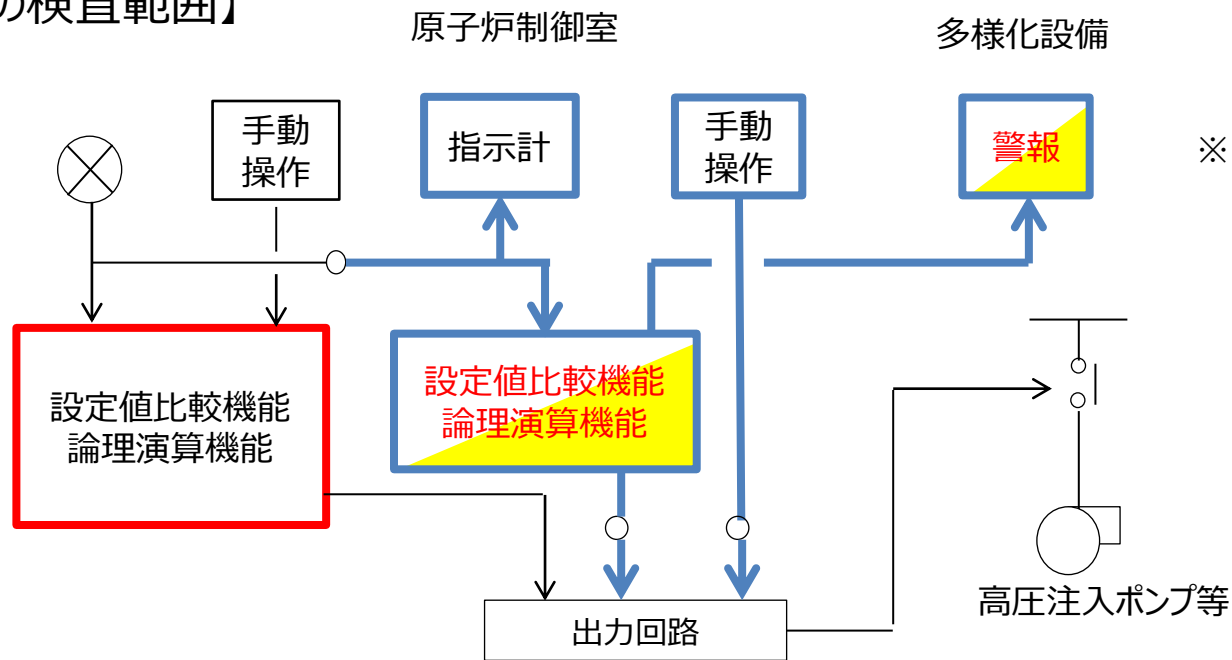 の検査範囲】
原子炉制御室
多様化設備
手動
操作
指示計
手動
操作
警報
※
設定値比較機能
論理演算機能
設定値比較機能
論理演算機能
高圧注入ポンプ等
出力回路